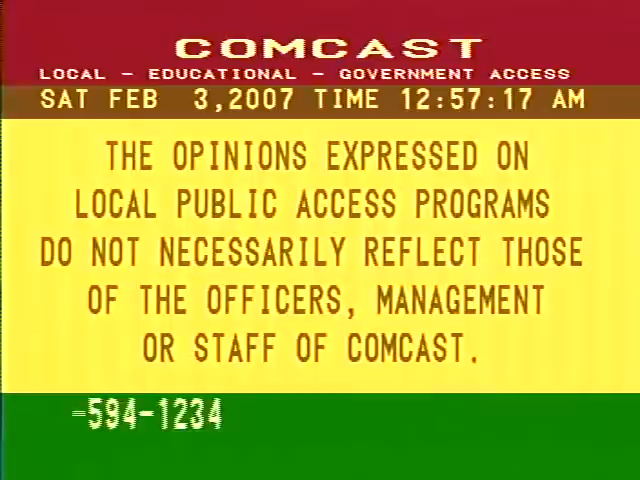 COMCAST
LOCAL - EDUCATIONAL - GOVERNMENT ACCESS
SAT FEB  3,2007 TIME 12:57:17 AM
THE OPINIONS EXPRESSED ON
LOCAL PUBLIC ACCESS PROGRAMS
DO NOT NECESSARILY REFLECT THOSE
OF THE OFFICERS, MANAGEMENT
OR STAFF OF COMCAST.
-594-1234